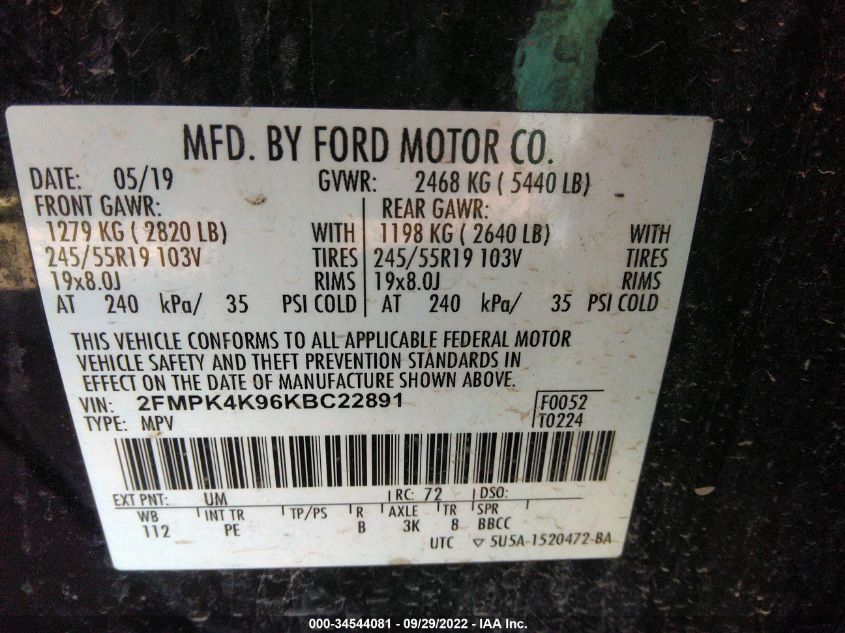 MFD. BY FORD MOTOR CO.
DATE: 05/19 GVWR: 2468 KG ( 5440 LB)
FRONT GAWR: REAR GAWR:
1279 KG ( 2820 LB) WITH 1198 KG ( 2640 LB) WITH
245/55R19 103V TIRES 245/55R19 103V TIRES
19x8.0J RIMS 19x8.0J RIMS
AT 240 kPa/ 35 PSI COLD AT 240 kPa/ 35 PSI COLD
THIS VEHICLE CONFORMS TO ALL APPLICABLE FEDERAL MOTOR
VEHICLE SAFETY AND THEFT PREVENTION STANDARDS IN
EFFECT ON THE DATE OF MANUFACTURE SHOWN ABOVE.
VIN: 2FMPK4K96KBC22891 F0052
TYPE: MPV T0224
EXT PNT: UM RC: 72 DSO:
WB INT TR TP/PS R AXLE TR SPR
112 PE B 3K 8 BBCC
UTC ▽ 5U5A-1520472-BA
000-34544081 - 09/29/2022 - IAA Inc.